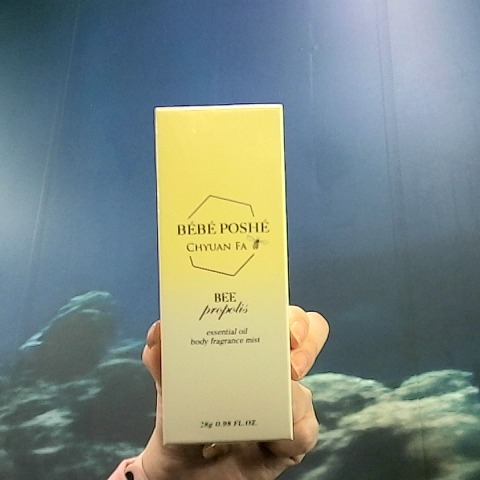 BÉBÉ POSHÉ
CHYUAN FA
BEE
propolis
essential oil
body fragrance mist
28g 0.98 FL.OZ.